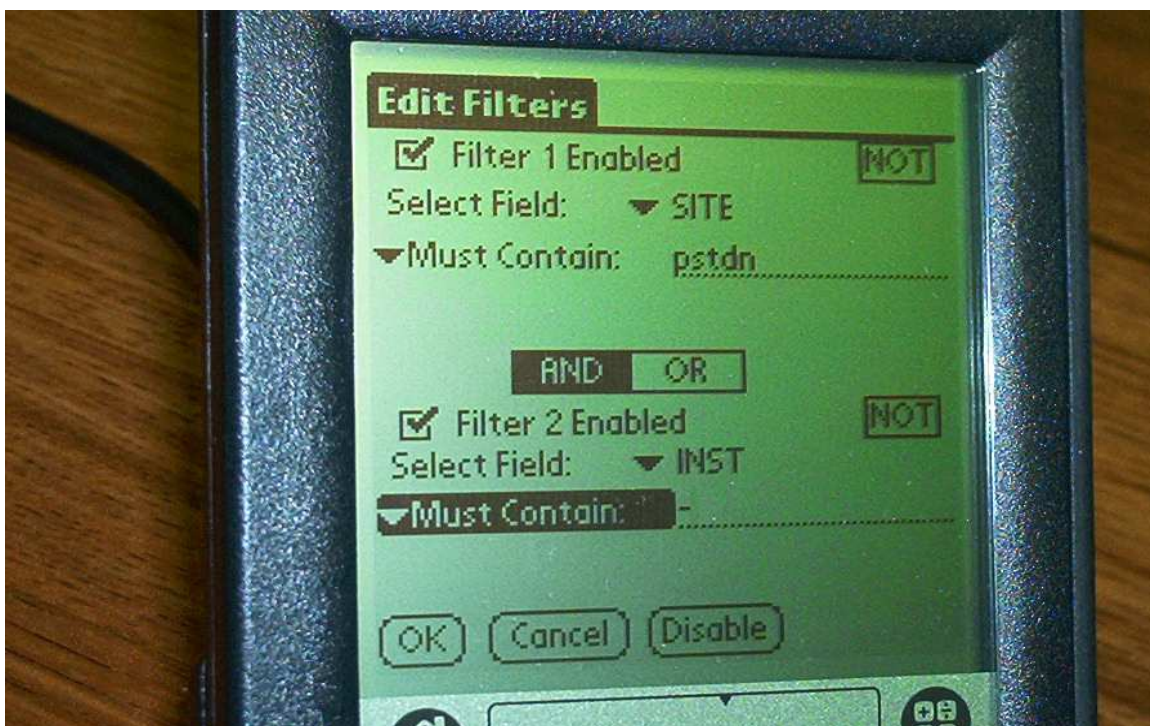 Edit Filters
Filter 1 Enabled NOT
Select Field: SITE
Must Contain: pstdn
AND OR
Filter 2 Enabled NOT
Select Field: INST
Must Contain: -
OK Cancel Disable